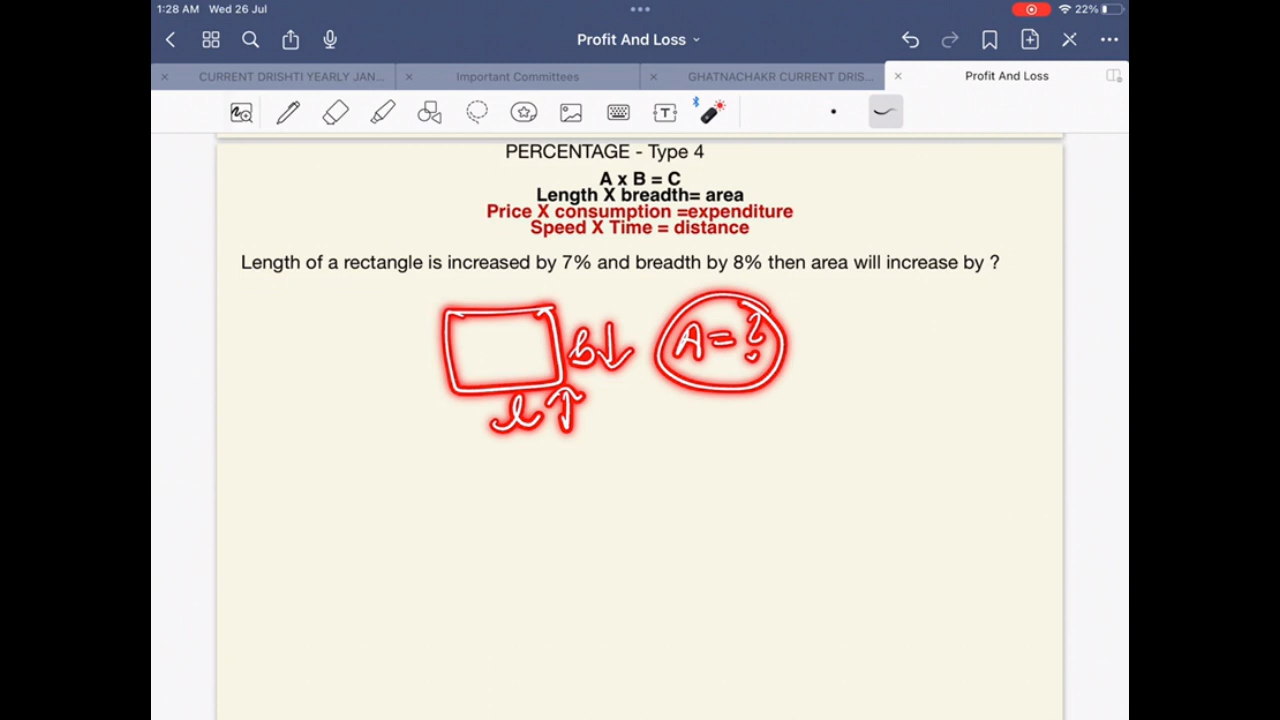 1:28 AM Wed 26 Jul
22%
Profit And Loss
CURRENT DRISHTI YEARLY JAN...
Important Committees
GHATNACHAKR CURRENT DRIS...
Profit And Loss
T
PERCENTAGE - Type 4
A x B = C
Length X breadth= area
Price X consumption =expenditure
Speed X Time = distance
Length of a rectangle is increased by 7% and breadth by 8% then area will increase by ?
B↓ A = ?
l↑